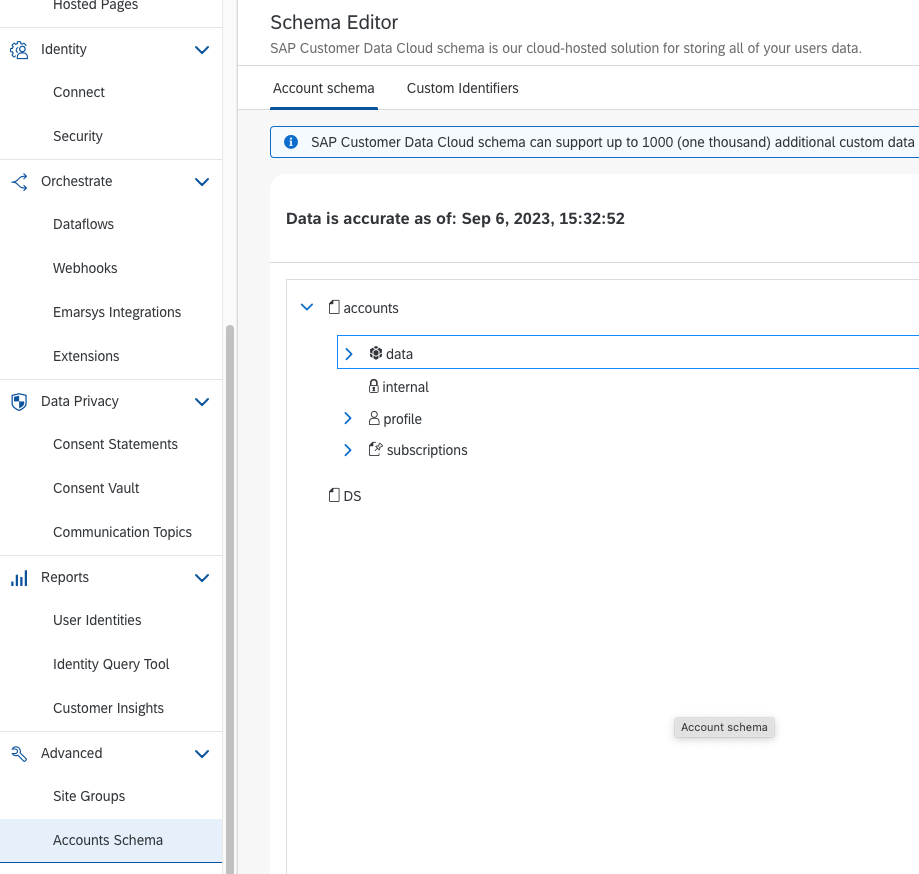 Hosted Pages
Identity
Connect
Security
Orchestrate
Dataflows
Webhooks
Emarsys Integrations
Extensions
Data Privacy
Consent Statements
Consent Vault
Communication Topics
Reports
User Identities
Identity Query Tool
Customer Insights
Advanced
Site Groups
Accounts Schema
Schema Editor
SAP Customer Data Cloud schema is our cloud-hosted solution for storing all of your users data.
Account schema Custom Identifiers
SAP Customer Data Cloud schema can support up to 1000 (one thousand) additional custom data
Data is accurate as of: Sep 6, 2023, 15:32:52
accounts
data
internal
profile
subscriptions
DS
Account schema